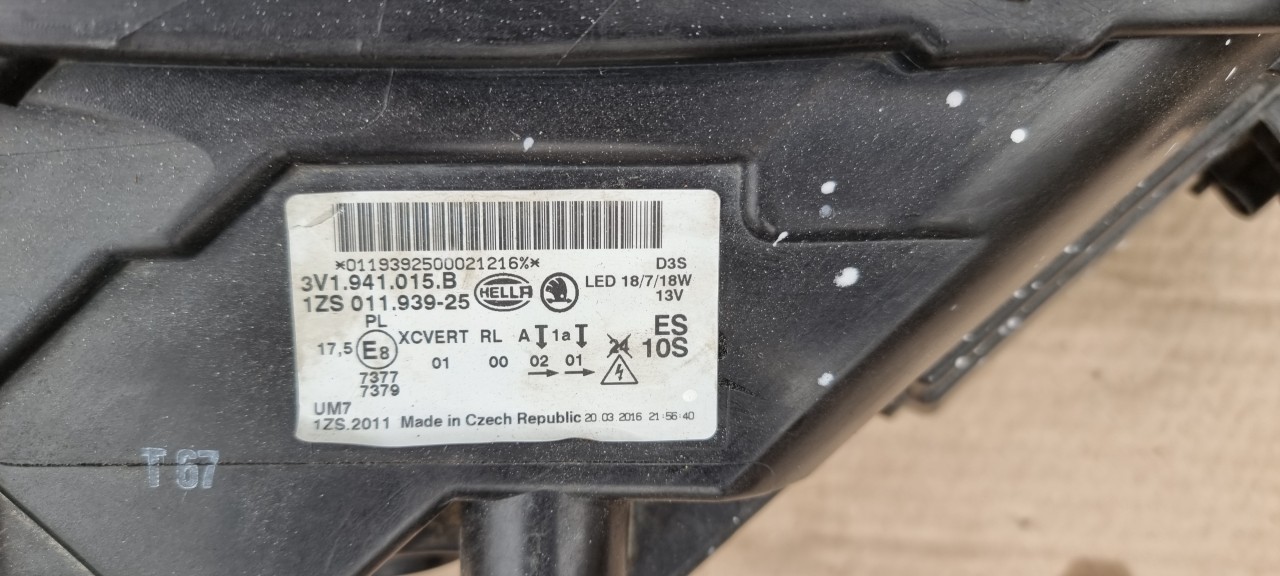 *0119392500021216%*
D3S
3V1.941.015.B
1ZS 011.939-25
HELLA
LED 18/7/18W
13V
PL
17,5 E8 XCVERT RL A 1a
01 00 02 01
24
ES
10S
7377
7379
UM7
1ZS.2011 Made in Czech Republic 20 03 2016 21:56:40
T 67